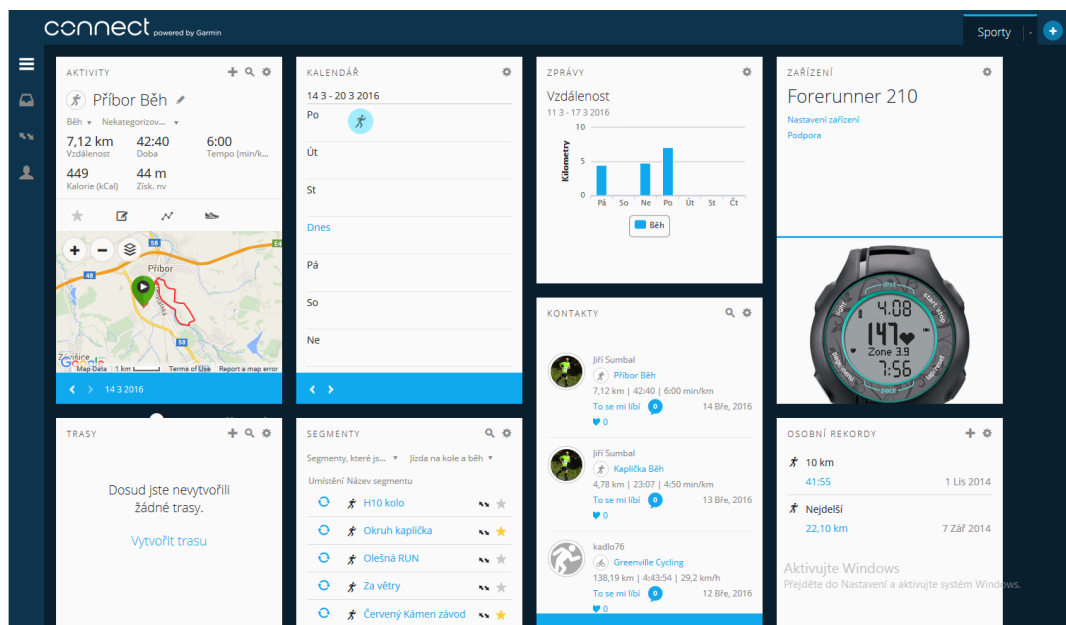 connect powered by Garmin
Sporty
AKTIVITY
Příbor Běh
Běh
Nekategorizov...
7,12 km 42:40 6:00
Vzdálenost Doba Tempo (min/k...
449 44 m
Kalorie (kCal) Získ. nv
58
E4
48
Příbor
58
Google
Map Data 1 km Terms of Use Report a map error
14 3 2016
KALENDÁŘ
14 3 - 20 3 2016
Po
Út
St
Dnes
Pá
So
Ne
ZPRÁVY
Vzdálenost
11 3 - 17 3 2016
Kilometry
10
5
0
Pá So Ne Po Út St Čt
Běh
ZAŘÍZENÍ
Forerunner 210
Nastavení zařízení
Podpora
dist
light
start/stop
4.08
147
Zone 3.9
7:56
page/menu
lap/reset
pace
KONTAKTY
Jiří Sumbal
Příbor Běh
7,12 km | 42:40 | 6:00 min/km
To se mi líbí 0 14 Bře, 2016
0
Jiří Sumbal
Kaplička Běh
4,78 km | 23:07 | 4:50 min/km
To se mi líbí 0 13 Bře, 2016
0
kadlo76
Greenville Cycling
138,19 km | 4:43:54 | 29,2 km/h
To se mi líbí 0 12 Bře, 2016
0
TRASY
Dosud jste nevytvořili
žádné trasy.
Vytvořit trasu
SEGMENTY
Segmenty, které js... Jízda na kole a běh
Umístění Název segmentu
H10 kolo
Okruh kaplička
Olešná RUN
Za větry
Červený Kámen závod
OSOBNÍ REKORDY
10 km
41:55 1 Lis 2014
Nejdelší
22,10 km 7 Zář 2014
Aktivujte Windows
Přejděte do Nastavení a aktivujte systém Windows.